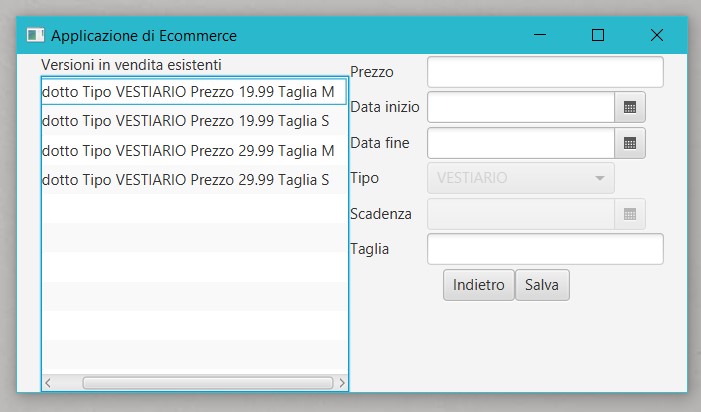 Applicazione di Ecommerce
Versioni in vendita esistenti
dotto Tipo VESTIARIO Prezzo 19.99 Taglia M
dotto Tipo VESTIARIO Prezzo 19.99 Taglia S
dotto Tipo VESTIARIO Prezzo 29.99 Taglia M
dotto Tipo VESTIARIO Prezzo 29.99 Taglia S
Prezzo
Data inizio
Data fine
Tipo VESTIARIO
Scadenza
Taglia
Indietro Salva